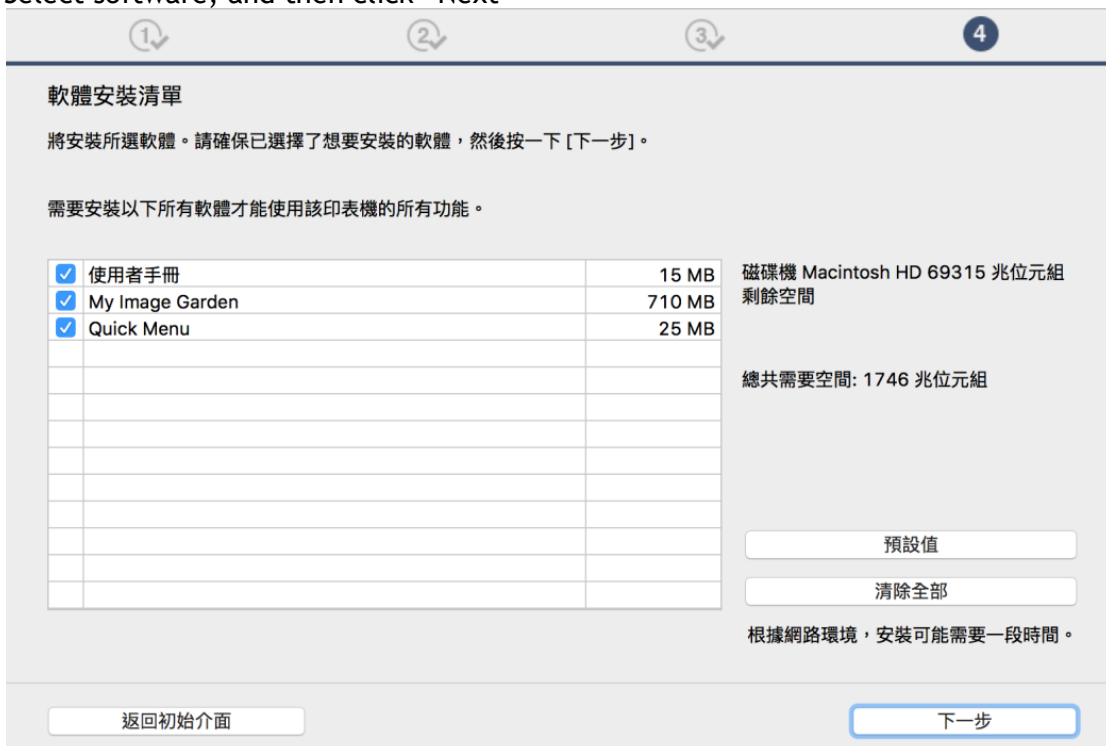 Select software, and then click "Next"
1
2
3
4
軟體安裝清單
將安裝所選軟體。請確保已選擇了想要安裝的軟體，然後按一下 [下一步]。
需要安裝以下所有軟體才能使用該印表機的所有功能。
使用者手冊 15 MB
My Image Garden 710 MB
Quick Menu 25 MB
磁碟機 Macintosh HD 69315 兆位元組
剩餘空間
總共需要空間: 1746 兆位元組
預設值
清除全部
根據網路環境，安裝可能需要一段時間。
返回初始介面
下一步